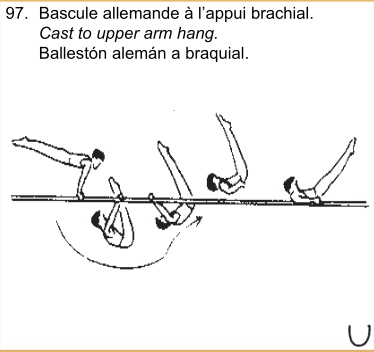 97. Bascule allemande à l'appui brachial.
Cast to upper arm hang.
Ballestón alemán a braquial.